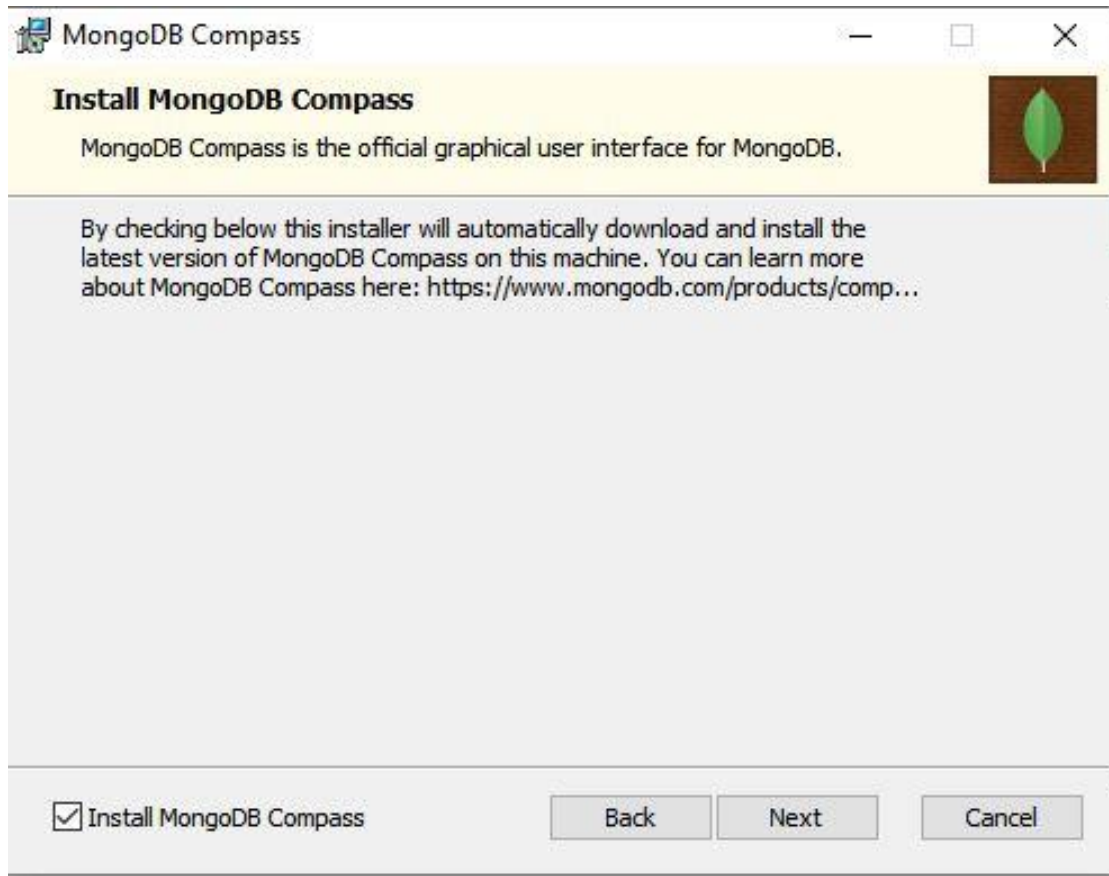 MongoDB Compass
Install MongoDB Compass
MongoDB Compass is the official graphical user interface for MongoDB.
By checking below this installer will automatically download and install the
latest version of MongoDB Compass on this machine. You can learn more
about MongoDB Compass here: https://www.mongodb.com/products/comp...
Install MongoDB Compass
Back
Next
Cancel